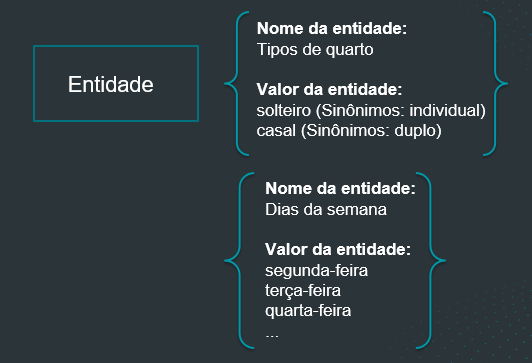 Entidade
Nome da entidade:
Tipos de quarto
Valor da entidade:
solteiro (Sinônimos: individual)
casal (Sinônimos: duplo)
Nome da entidade:
Dias da semana
Valor da entidade:
segunda-feira
terça-feira
quarta-feira
...